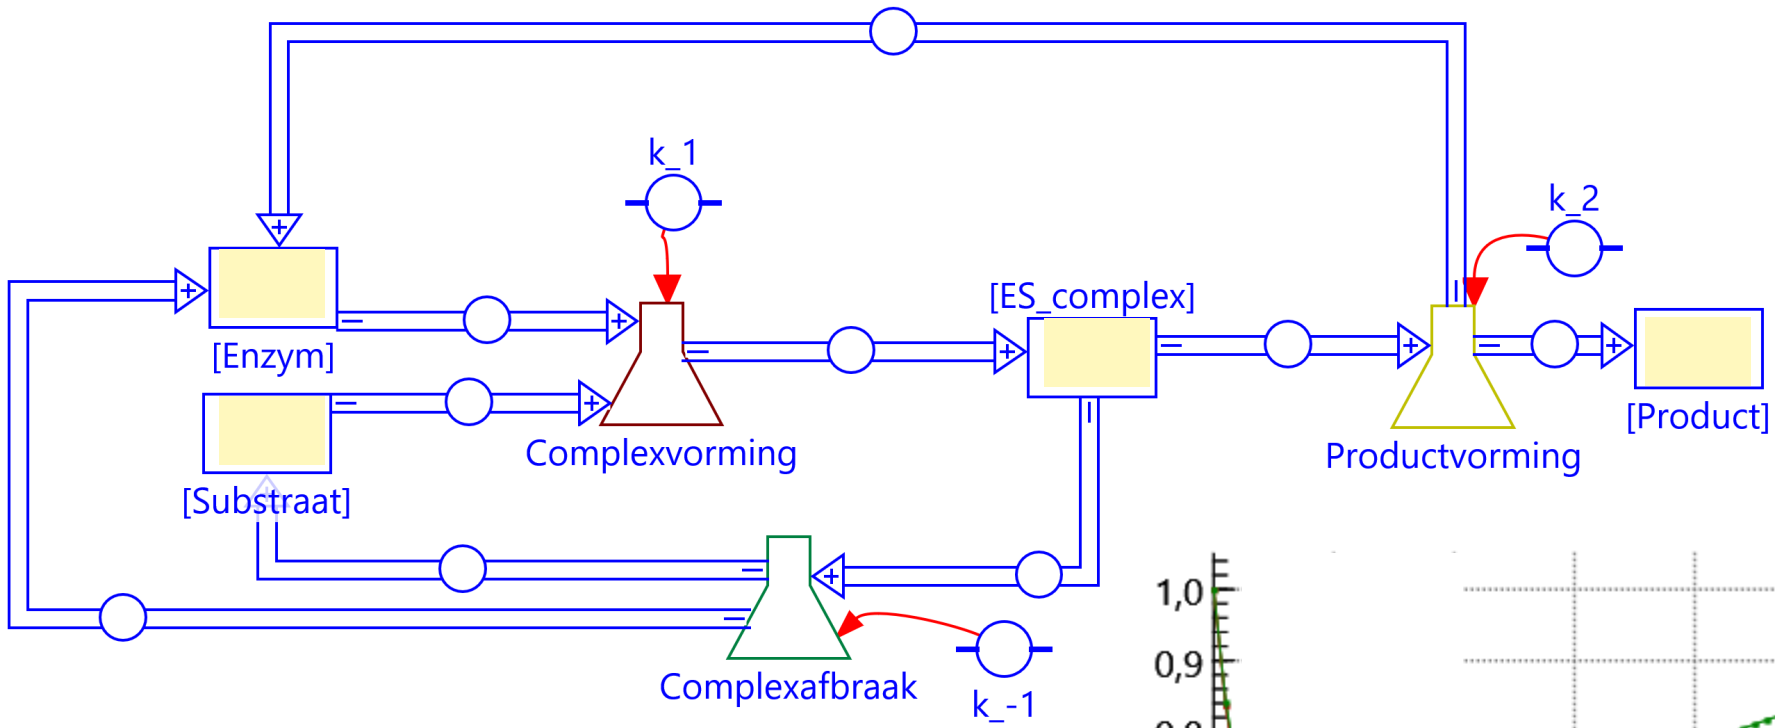 k_1
k_2
[ES_complex]
[Enzym]
[Product]
Complexvorming
Productvorming
[Substraat]
1,0
0,9
Complexafbraak
k_-1